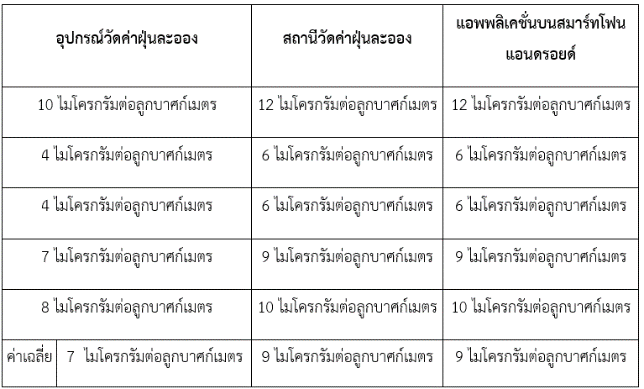 อุปกรณ์วัดค่าฝุ่นละออง สถานีวัดค่าฝุ่นละออง แอพพลิเคชั่นบนสมาร์ทโฟน
แอนดรอยด์
10 ไมโครกรัมต่อลูกบาศก์เมตร 12 ไมโครกรัมต่อลูกบาศก์เมตร 12 ไมโครกรัมต่อลูกบาศก์เมตร
4 ไมโครกรัมต่อลูกบาศก์เมตร 6 ไมโครกรัมต่อลูกบาศก์เมตร 6 ไมโครกรัมต่อลูกบาศก์เมตร
4 ไมโครกรัมต่อลูกบาศก์เมตร 6 ไมโครกรัมต่อลูกบาศก์เมตร 6 ไมโครกรัมต่อลูกบาศก์เมตร
7 ไมโครกรัมต่อลูกบาศก์เมตร 9 ไมโครกรัมต่อลูกบาศก์เมตร 9 ไมโครกรัมต่อลูกบาศก์เมตร
8 ไมโครกรัมต่อลูกบาศก์เมตร 10 ไมโครกรัมต่อลูกบาศก์เมตร 10 ไมโครกรัมต่อลูกบาศก์เมตร
ค่าเฉลี่ย 7 ไมโครกรัมต่อลูกบาศก์เมตร 9 ไมโครกรัมต่อลูกบาศก์เมตร 9 ไมโครกรัมต่อลูกบาศก์เมตร